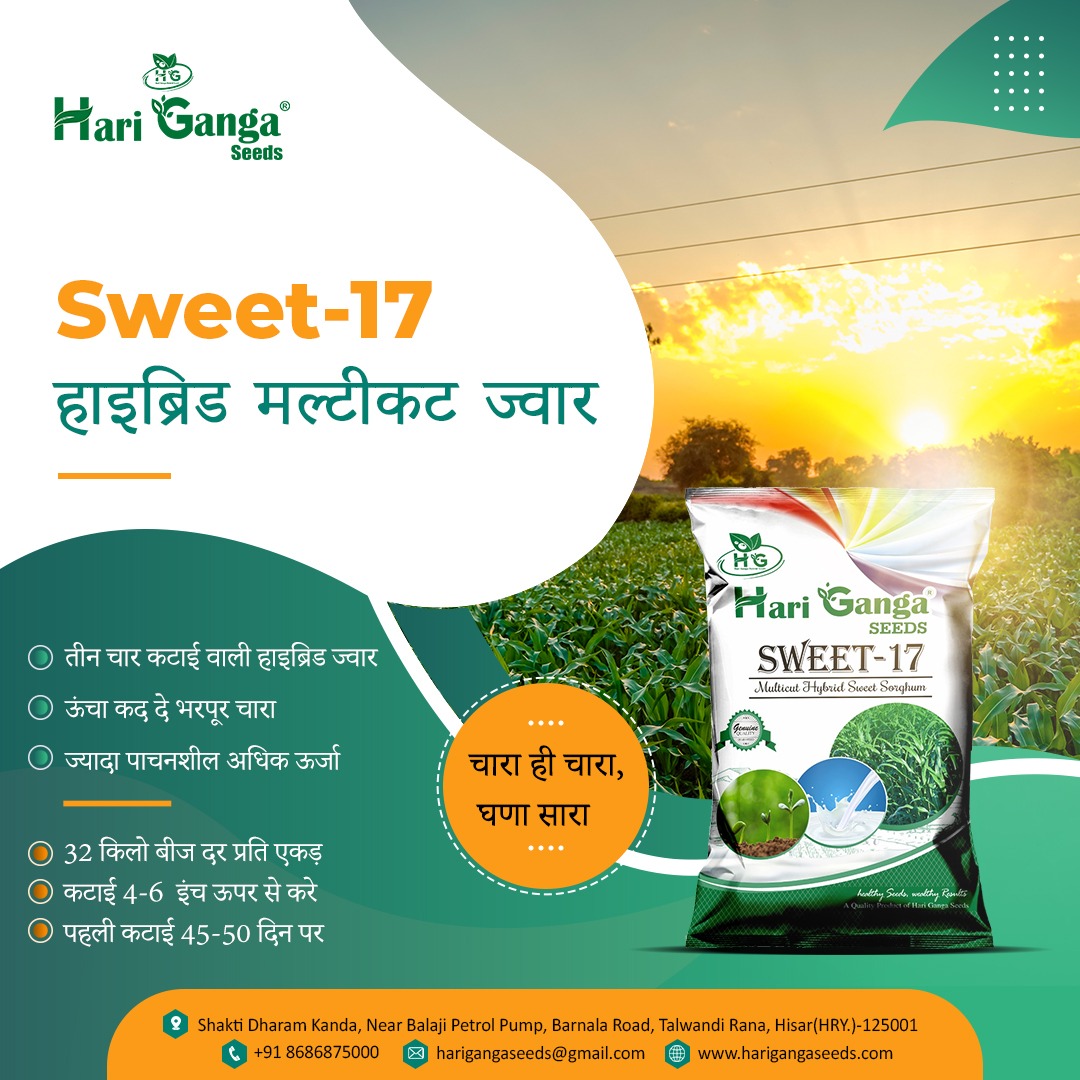 HG
Hari Ganga®
Seeds
Sweet-17
हाइब्रिड मल्टीकट ज्वार
तीन चार कटाई वाली हाइब्रिड ज्वार
ऊंचा कद दे भरपूर चारा
ज्यादा पाचनशील अधिक ऊर्जा
32 किलो बीज दर प्रति एकड़
कटाई 4-6 इंच ऊपर से करे
पहली कटाई 45-50 दिन पर
चारा ही चारा,
घणा सारा
HG
Hari Ganga®
SEEDS
SWEET-17
Multicut Hybrid Sweet Sorghum
Genuine
QUALITY
healthy Seeds, wealthy Results
A Quality Product of Hari Ganga Seeds
Shakti Dharam Kanda, Near Balaji Petrol Pump, Barnala Road, Talwandi Rana, Hisar(HRY.)-125001
+91 8686875000 harigangaseeds@gmail.com www.harigangaseeds.com